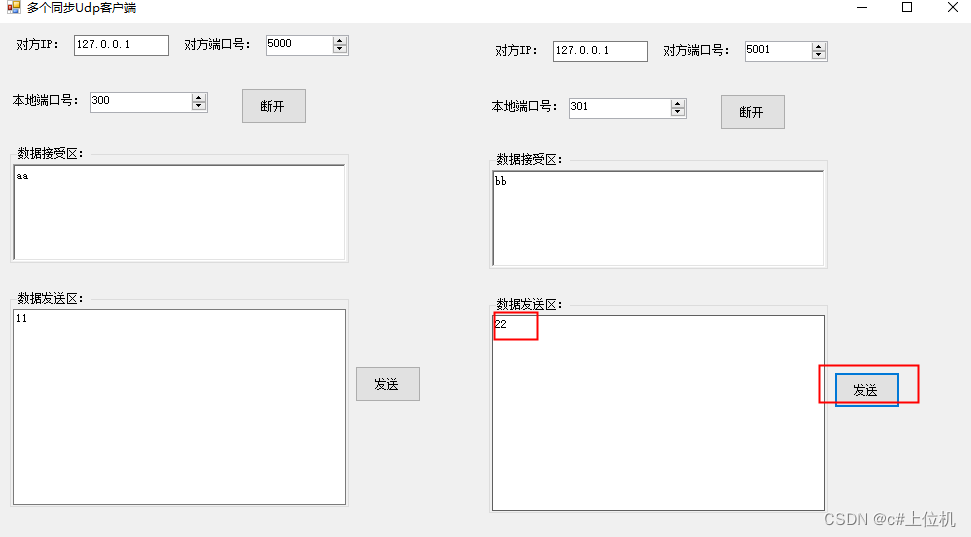 多个同步Udp客户端
对方IP： 127.0.0.1 对方端口号： 5000
本地端口号： 300 断开
数据接受区：
aa
数据发送区：
11
发送
对方IP： 127.0.0.1 对方端口号： 5001
本地端口号： 301 断开
数据接受区：
bb
数据发送区：
22
发送
CSDN @c#上位机